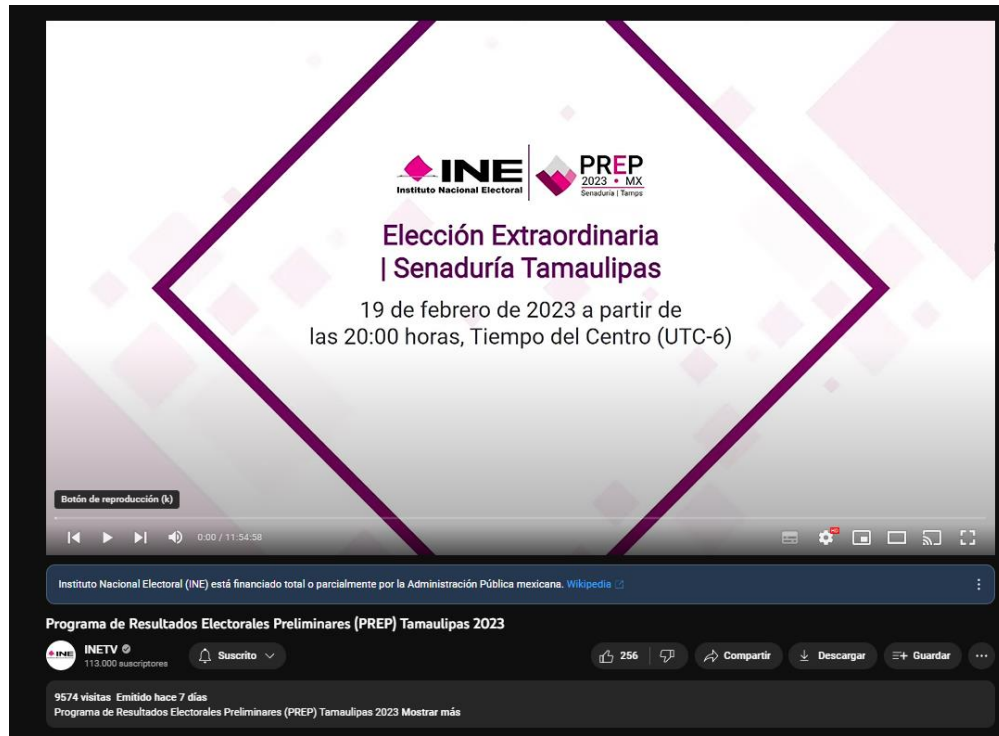 INE
Instituto Nacional Electoral
PREP
2023 • MX
Senaduría | Tamps
Elección Extraordinaria
| Senaduría Tamaulipas
19 de febrero de 2023 a partir de
las 20:00 horas, Tiempo del Centro (UTC-6)
Botón de reproducción (k)
0:00 / 11:54:58
HD
Instituto Nacional Electoral (INE) está financiado total o parcialmente por la Administración Pública mexicana. Wikipedia
Programa de Resultados Electorales Preliminares (PREP) Tamaulipas 2023
INE
INETV
113.000 suscriptores
Suscrito
256
Compartir
Descargar
Guardar
9574 visitas Emitido hace 7 días
Programa de Resultados Electorales Preliminares (PREP) Tamaulipas 2023 Mostrar más